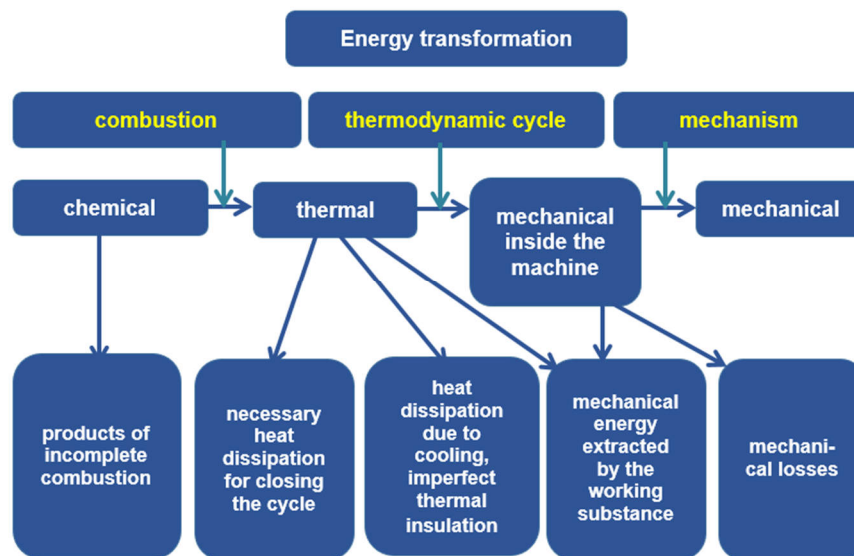 Energy transformation
combustion
thermodynamic cycle
mechanism
chemical
thermal
mechanical
inside the
machine
mechanical
products of
incomplete
combustion
necessary
heat
dissipation
for closing
the cycle
heat
dissipation
due to
cooling,
imperfect
thermal
insulation
mechanical
energy
extracted
by the
working
substance
mechani-
cal losses